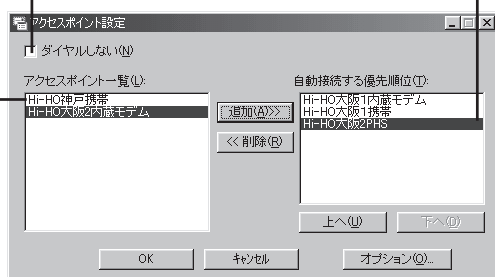 アクセスポイント設定
ダイヤルしない(N)
アクセスポイント一覧(L):
Hi-HO神戸携帯
Hi-HO大阪2内蔵モデム
追加(A)>>
<< 削除(R)
自動接続する優先順位(T):
Hi-HO大阪1内蔵モデム
Hi-HO大阪1携帯
Hi-HO大阪2PHS
上へ(U)
下へ(D)
OK
キャンセル
オプション(O)...